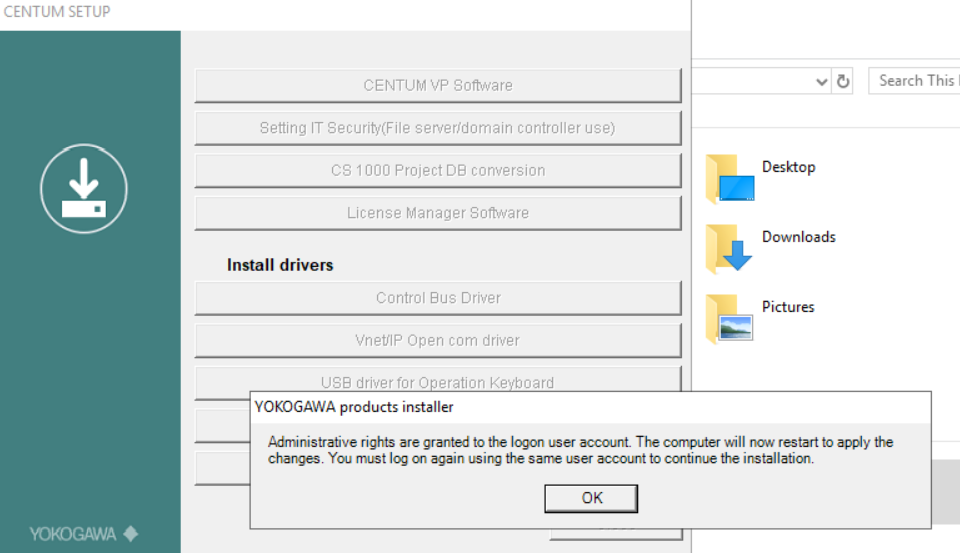 CENTUM SETUP
CENTUM VP Software
Setting IT Security(File server/domain controller use)
CS 1000 Project DB conversion
License Manager Software
Install drivers
Control Bus Driver
Vnet/IP Open com driver
USB driver for Operation Keyboard
YOKOGAWA products installer
Administrative rights are granted to the logon user account. The computer will now restart to apply the
changes. You must log on again using the same user account to continue the installation.
OK
YOKOGAWA
Search This
Desktop
Downloads
Pictures